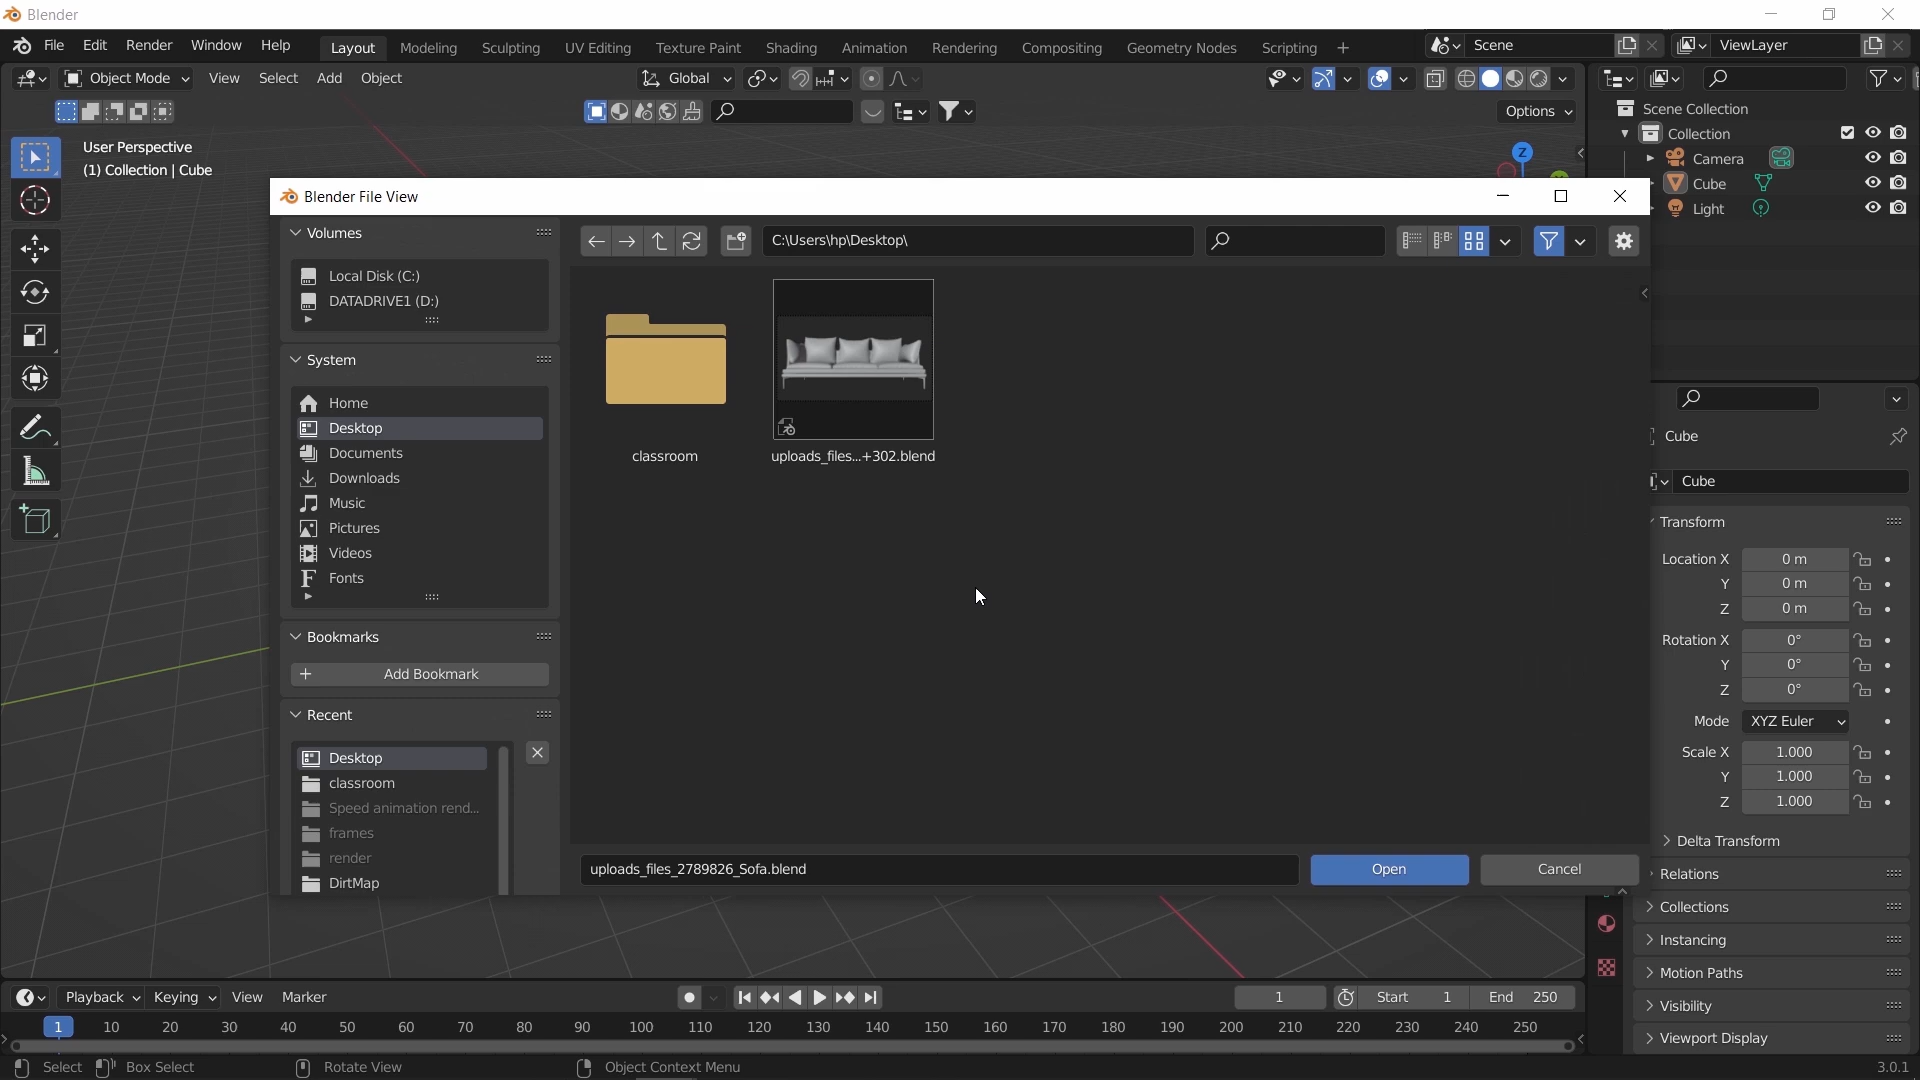 Blender
File Edit Render Window Help Layout Modeling Sculpting UV Editing Texture Paint Shading Animation Rendering Compositing Geometry Nodes Scripting + Scene ViewLayer
Object Mode View Select Add Object Global
Options
User Perspective
(1) Collection | Cube
Z
Scene Collection
Collection
Camera
Cube
Light
Blender File View
Volumes
Local Disk (C:)
DATADRIVE1 (D:)
System
Home
Desktop
Documents
Downloads
Music
Pictures
Videos
Fonts
Bookmarks
Add Bookmark
Recent
Desktop
classroom
Speed animation rend...
frames
render
DirtMap
C:\Users\hp\Desktop\
classroom
uploads_files...+302.blend
uploads_files_2789826_Sofa.blend
Open
Cancel
Cube
Cube
Transform
Location X 0 m
Y 0 m
Z 0 m
Rotation X 0°
Y 0°
Z 0°
Mode XYZ Euler
Scale X 1.000
Y 1.000
Z 1.000
Delta Transform
Relations
Collections
Instancing
Motion Paths
Visibility
Viewport Display
Playback Keying View Marker 1 Start 1 End 250
1 10 20 30 40 50 60 70 80 90 100 110 120 130 140 150 160 170 180 190 200 210 220 230 240 250
Select Box Select Rotate View Object Context Menu 3.0.1